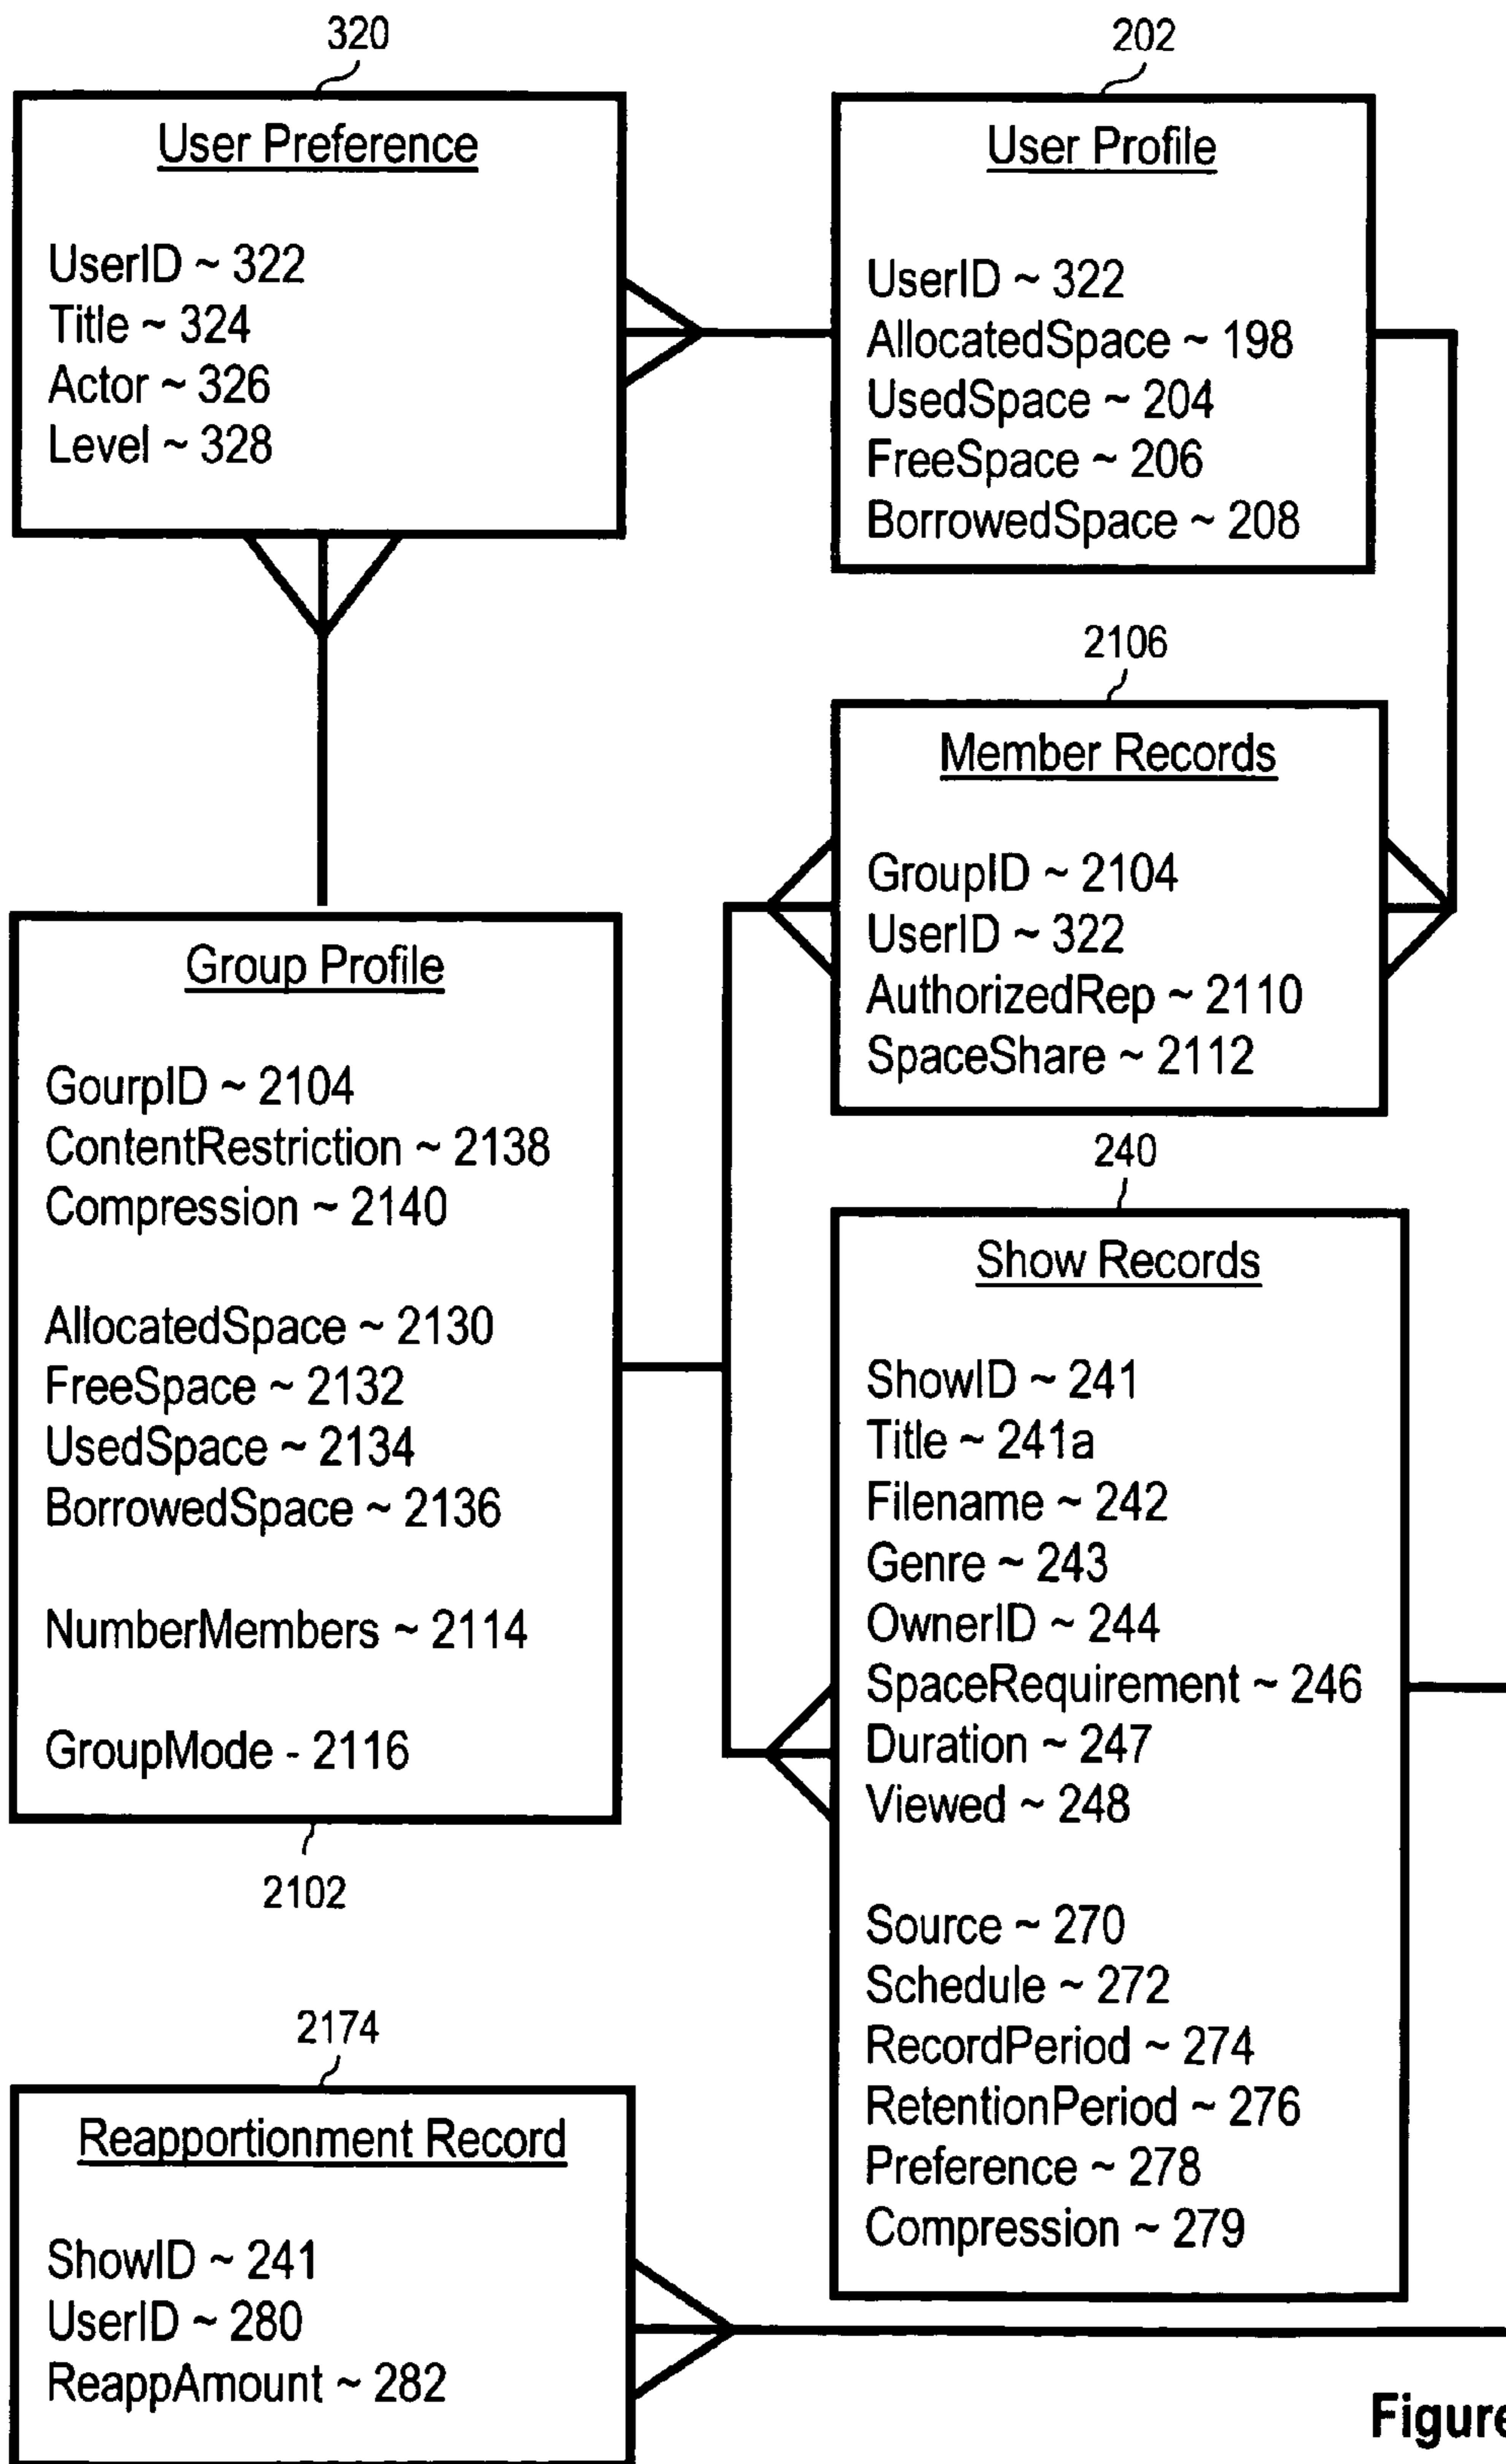 320
User Preference
UserID ~ 322
Title ~ 324
Actor ~ 326
Level ~ 328
202
User Profile
UserID ~ 322
AllocatedSpace ~ 198
UsedSpace ~ 204
FreeSpace ~ 206
BorrowedSpace ~ 208
2106
Member Records
GroupID ~ 2104
UserID ~ 322
AuthorizedRep ~ 2110
SpaceShare ~ 2112
Group Profile
GourpID ~ 2104
ContentRestriction ~ 2138
Compression ~ 2140
AllocatedSpace ~ 2130
FreeSpace ~ 2132
UsedSpace ~ 2134
BorrowedSpace ~ 2136
NumberMembers ~ 2114
GroupMode - 2116
2102
240
Show Records
ShowID ~ 241
Title ~ 241a
Filename ~ 242
Genre ~ 243
OwnerID ~ 244
SpaceRequirement ~ 246
Duration ~ 247
Viewed ~ 248
Source ~ 270
Schedule ~ 272
RecordPeriod ~ 274
RetentionPeriod ~ 276
Preference ~ 278
Compression ~ 279
2174
Reapportionment Record
ShowID ~ 241
UserID ~ 280
ReappAmount ~ 282
Figure